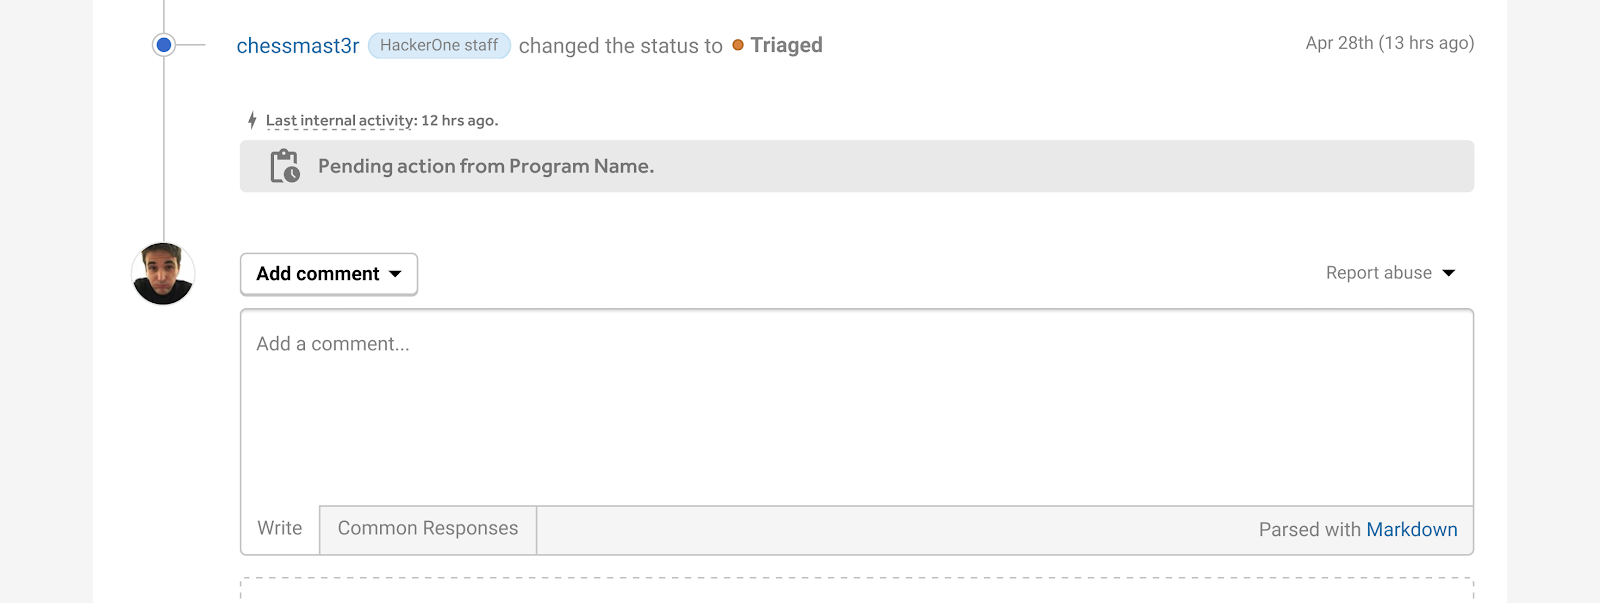 chessmast3r HackerOne staff changed the status to Triaged Apr 28th (13 hrs ago)
Last internal activity: 12 hrs ago.
Pending action from Program Name.
Add comment Report abuse
Add a comment...
Write Common Responses Parsed with Markdown